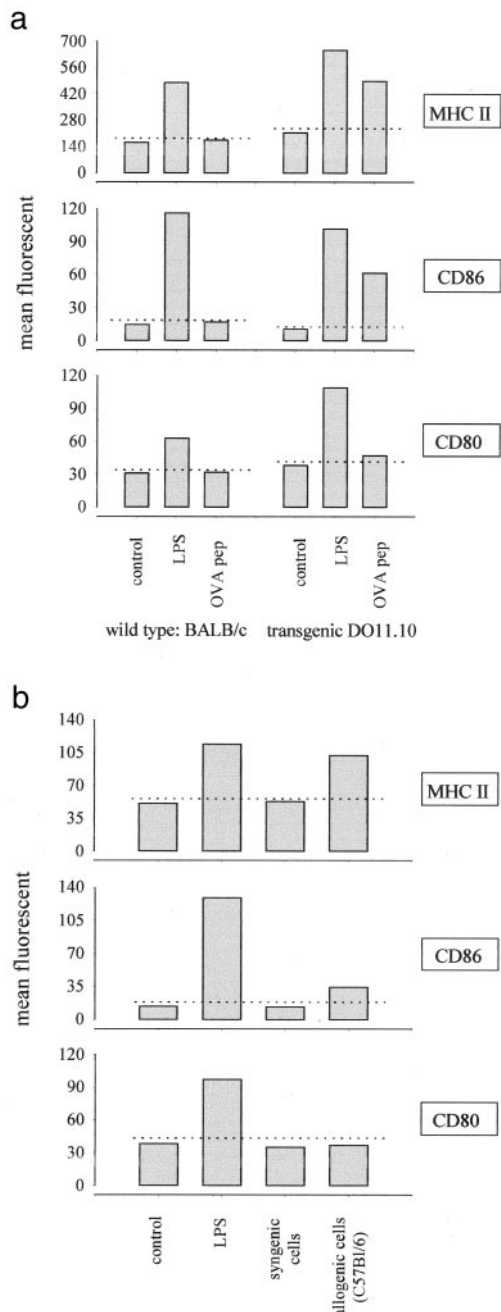 a
700
560
420
280
140
0
MHC II
120
90
60
30
0
CD86
mean fluorescent
120
90
60
30
0
CD80
control
LPS
OVA pep
control
LPS
OVA pep
wild type: BALB/c
transgenic DO11.10
b
140
105
70
35
0
MHC II
140
105
70
35
0
CD86
mean fluorescent
120
90
60
30
0
CD80
control
LPS
syngenic
cells
allogenic cells
(C57Bl/6)